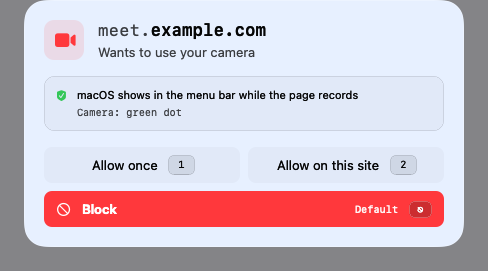 meet.example.com
Wants to use your camera
macOS shows in the menu bar while the page records
Camera: green dot
Allow once 1
Allow on this site 2
Block Default